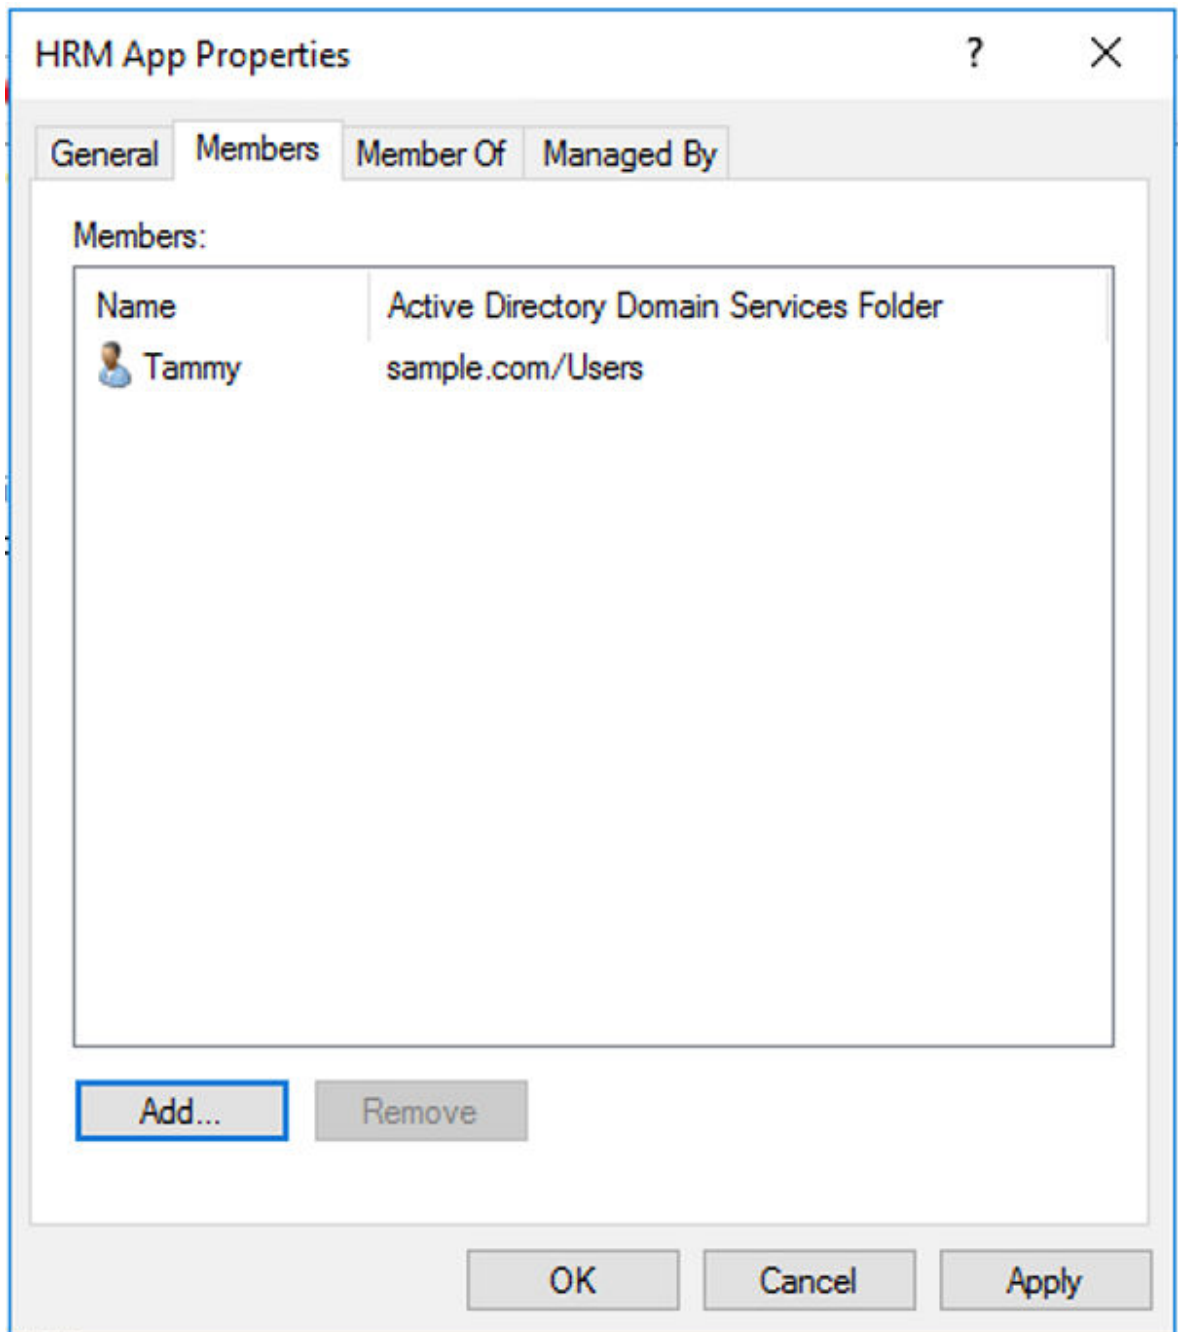 HRM App Properties ?
General Members Member Of Managed By
Members:
Name Active Directory Domain Services Folder
Tammy sample.com/Users
Add... Remove
OK Cancel Apply